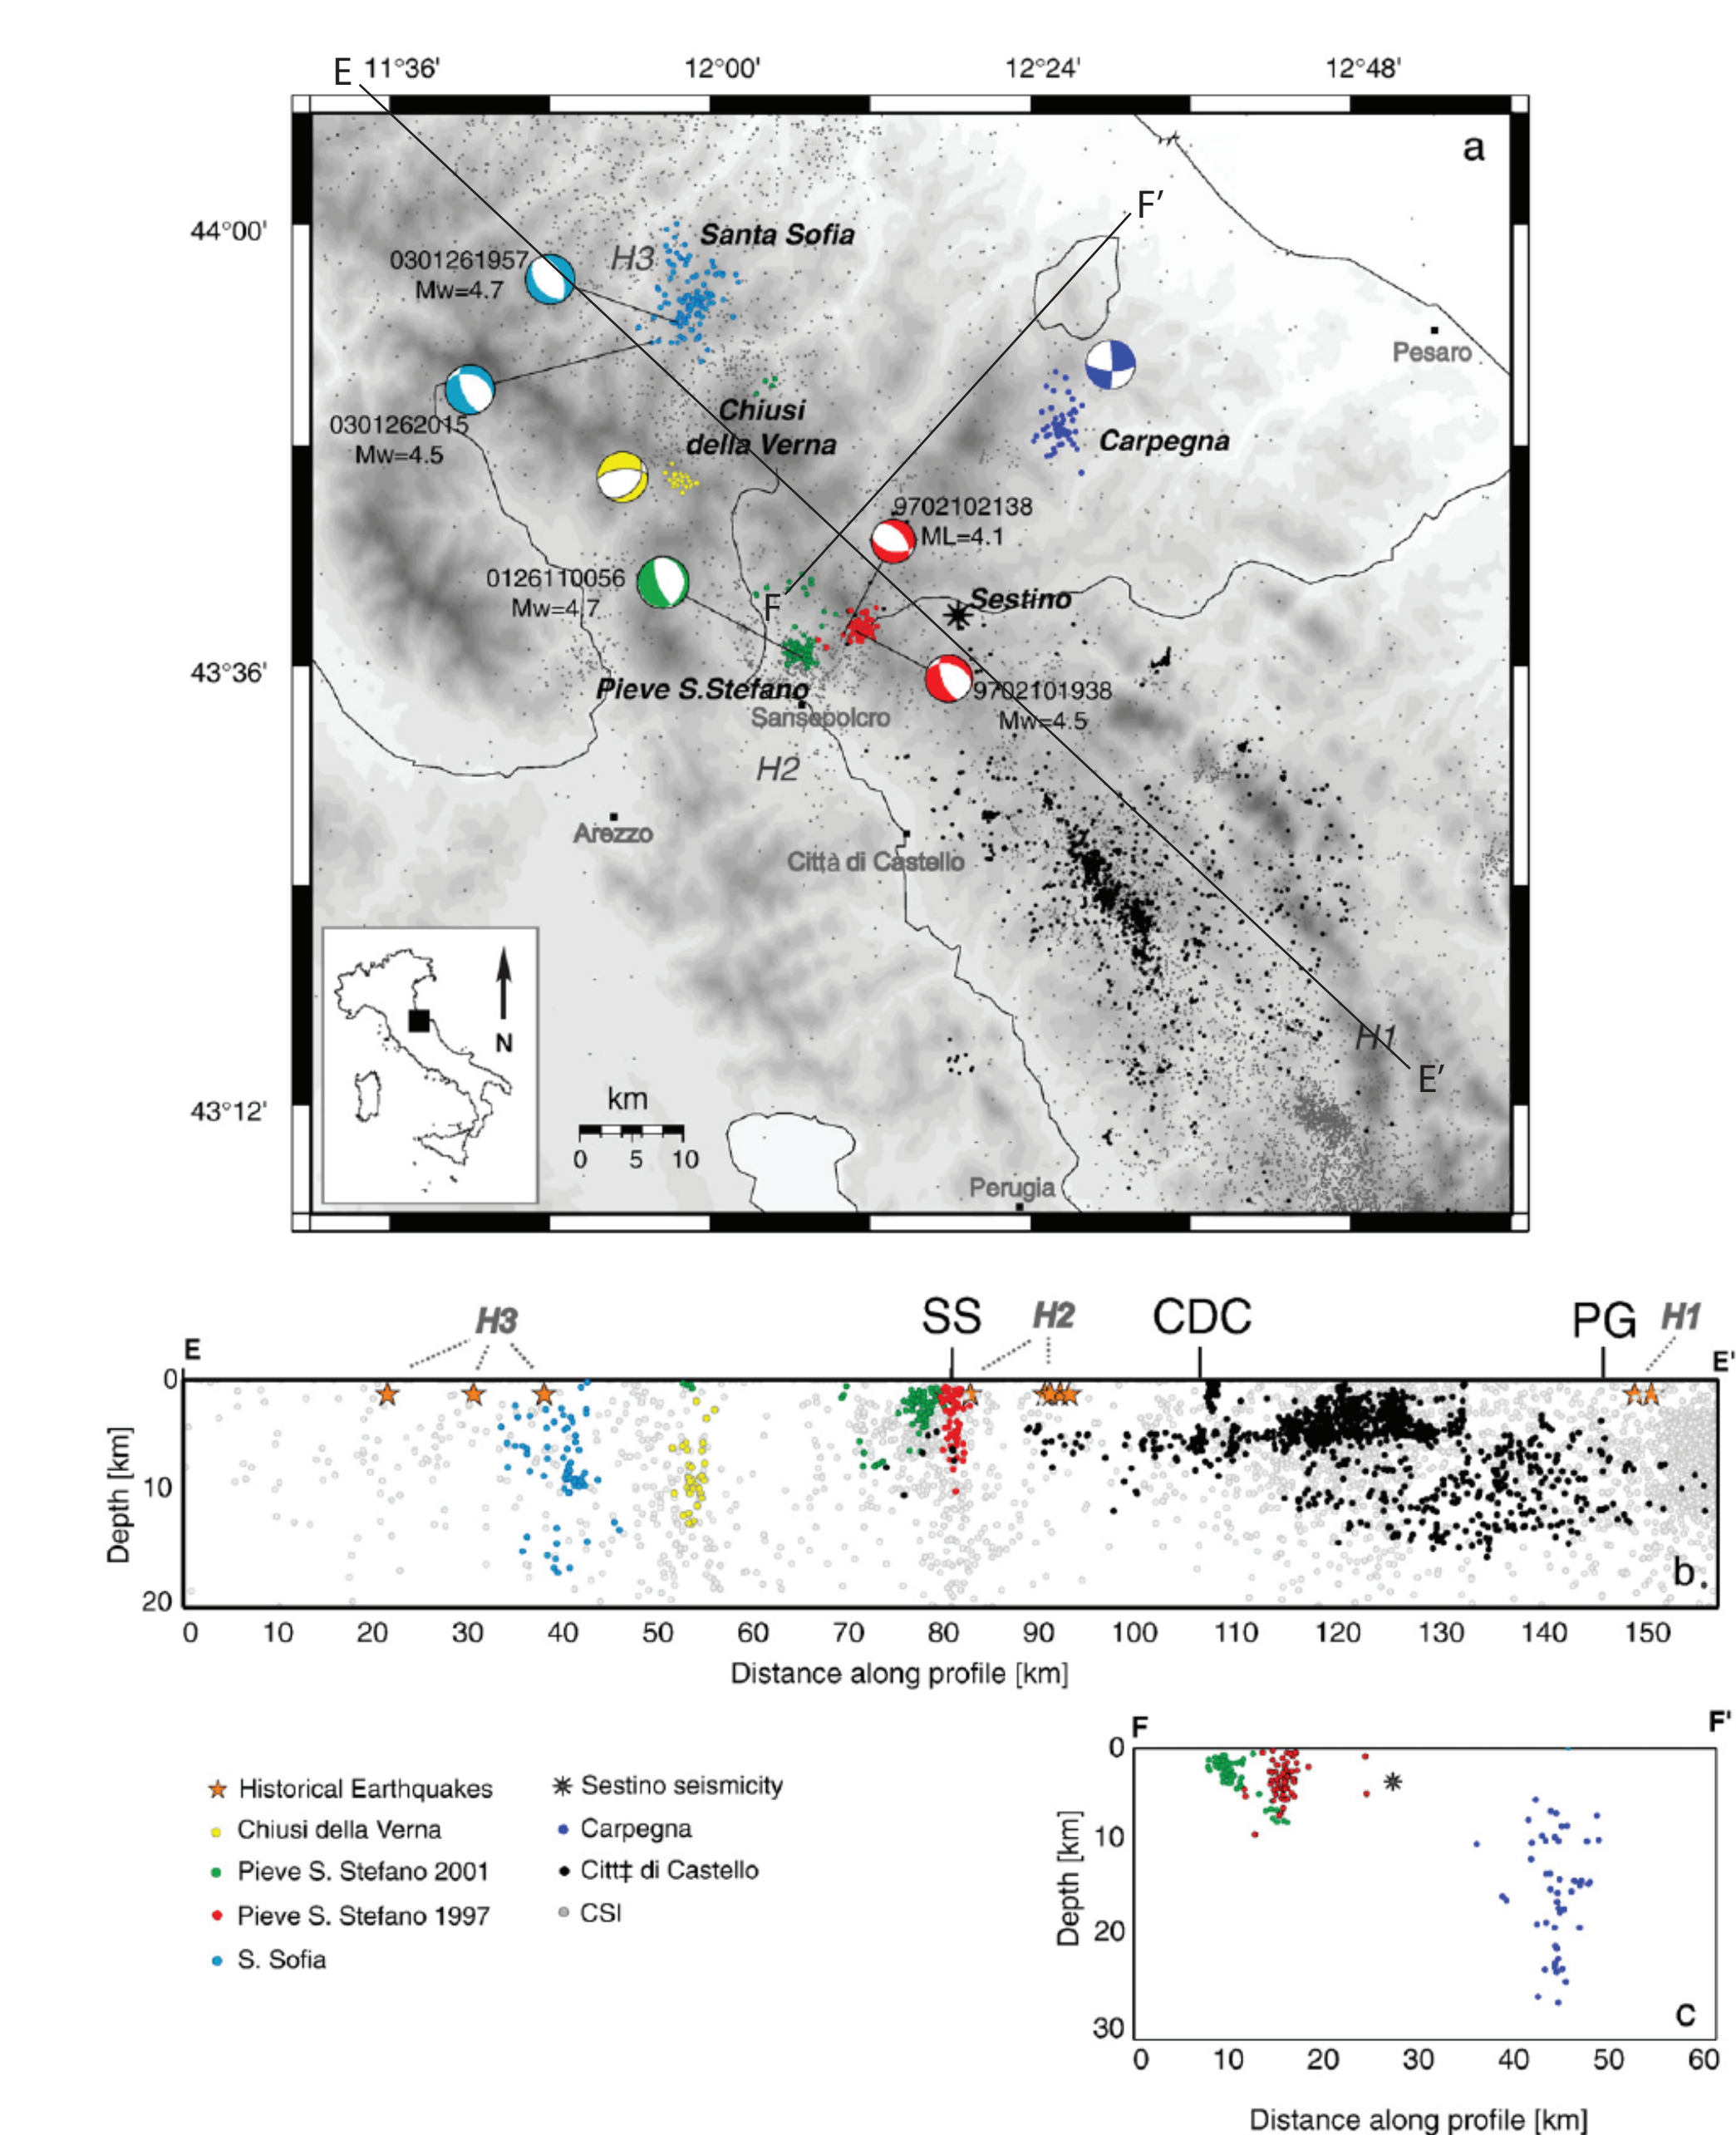 E 11°36' 12°00' 12°24' 12°48'
a
F'
44°00'
Santa Sofia
H3
0301261957
Mw=4.7
Pesaro
Chiusi
della Verna
0301262015
Mw=4.5
Carpegna
9702102138
ML=4.1
0126110056
Mw=4.7
F
Sestino
43°36'
Pieve S.Stefano
9702101938
Mw=4.5
Sansepolcro
H2
Arezzo
Città di Castello
N
H1
E'
43°12'
km
0 5 10
Perugia
H3 SS H2 CDC PG H1
E E'
0
10
20
Depth [km]
b
0 10 20 30 40 50 60 70 80 90 100 110 120 130 140 150
Distance along profile [km]
F F'
0
10
20
30
Depth [km]
C
0 10 20 30 40 50 60
Distance along profile [km]
Historical Earthquakes
Chiusi della Verna
Pieve S. Stefano 2001
Pieve S. Stefano 1997
S. Sofia
Sestino seismicity
Carpegna
Citt‡ di Castello
CSI